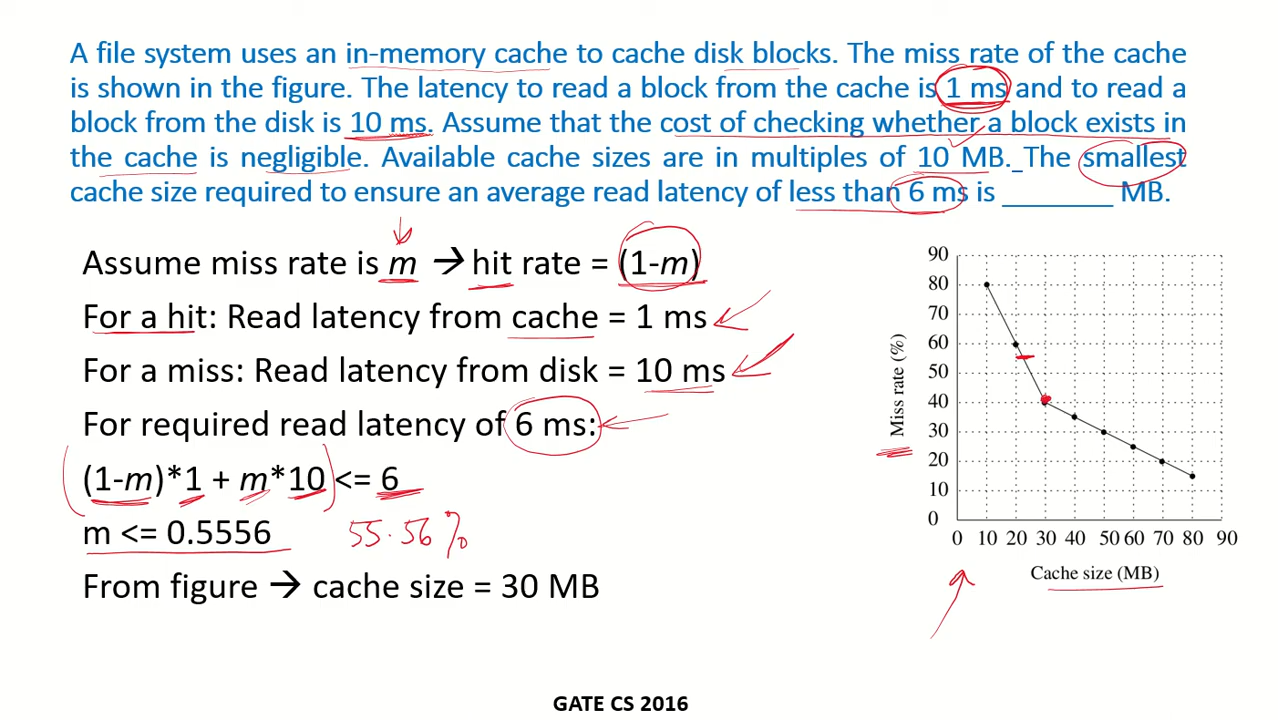 A file system uses an in-memory cache to cache disk blocks. The miss rate of the cache
is shown in the figure. The latency to read a block from the cache is 1 ms and to read a
block from the disk is 10 ms. Assume that the cost of checking whether a block exists in
the cache is negligible. Available cache sizes are in multiples of 10 MB. The smallest
cache size required to ensure an average read latency of less than 6 ms is ________ MB.
Assume miss rate is m → hit rate = (1-m)
For a hit: Read latency from cache = 1 ms
For a miss: Read latency from disk = 10 ms
For required read latency of 6 ms:
(1-m)*1 + m*10 <= 6
m <= 0.5556 55.56%
From figure → cache size = 30 MB
90
80
70
60
50
40
30
20
10
0
Miss rate (%)
0 10 20 30 40 50 60 70 80 90
Cache size (MB)
GATE CS 2016